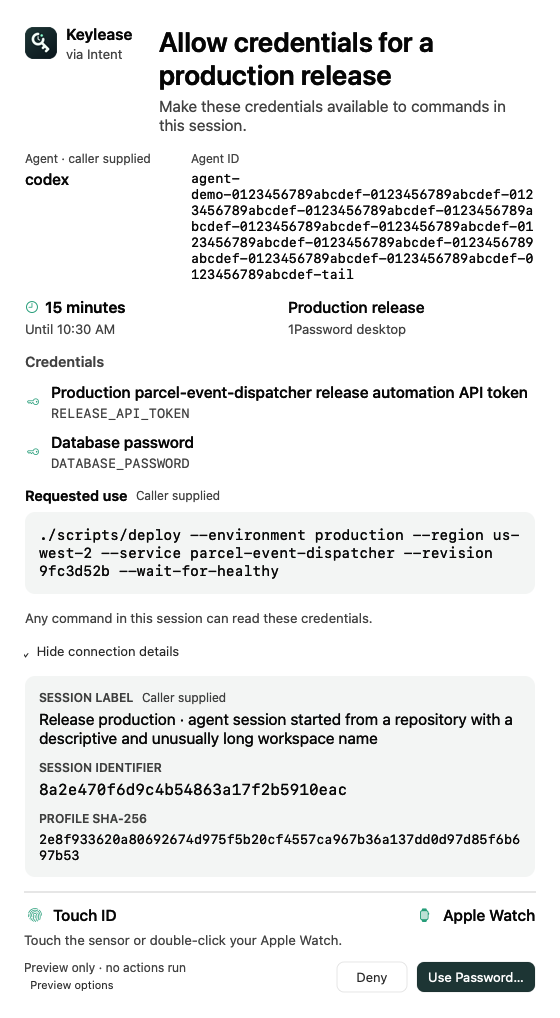 Keylease
via Intent
Allow credentials for a
production release
Make these credentials available to commands in
this session.
Agent · caller supplied
codex
Agent ID
agent-
demo-0123456789abcdef-0123456789abcdef-012
3456789abcdef-0123456789abcdef-0123456789a
bcdef-0123456789abcdef-0123456789abcdef-01
23456789abcdef-0123456789abcdef-0123456789
abcdef-0123456789abcdef-0123456789abcdef-0
123456789abcdef-tail
15 minutes
Until 10:30 AM
Production release
1Password desktop
Credentials
Production parcel-event-dispatcher release automation API token
RELEASE_API_TOKEN
Database password
DATABASE_PASSWORD
Requested use Caller supplied
./scripts/deploy --environment production --region us-
west-2 --service parcel-event-dispatcher --revision
9fc3d52b --wait-for-healthy
Any command in this session can read these credentials.
Hide connection details
SESSION LABEL Caller supplied
Release production · agent session started from a repository with a
descriptive and unusually long workspace name
SESSION IDENTIFIER
8a2e470f6d9c4b54863a17f2b5910eac
PROFILE SHA-256
2e8f933620a80692674d975f5b20cf4557ca967b36a137dd0d97d85f6b6
97b53
Touch ID
Apple Watch
Touch the sensor or double-click your Apple Watch.
Preview only · no actions run
Preview options
Deny
Use Password...